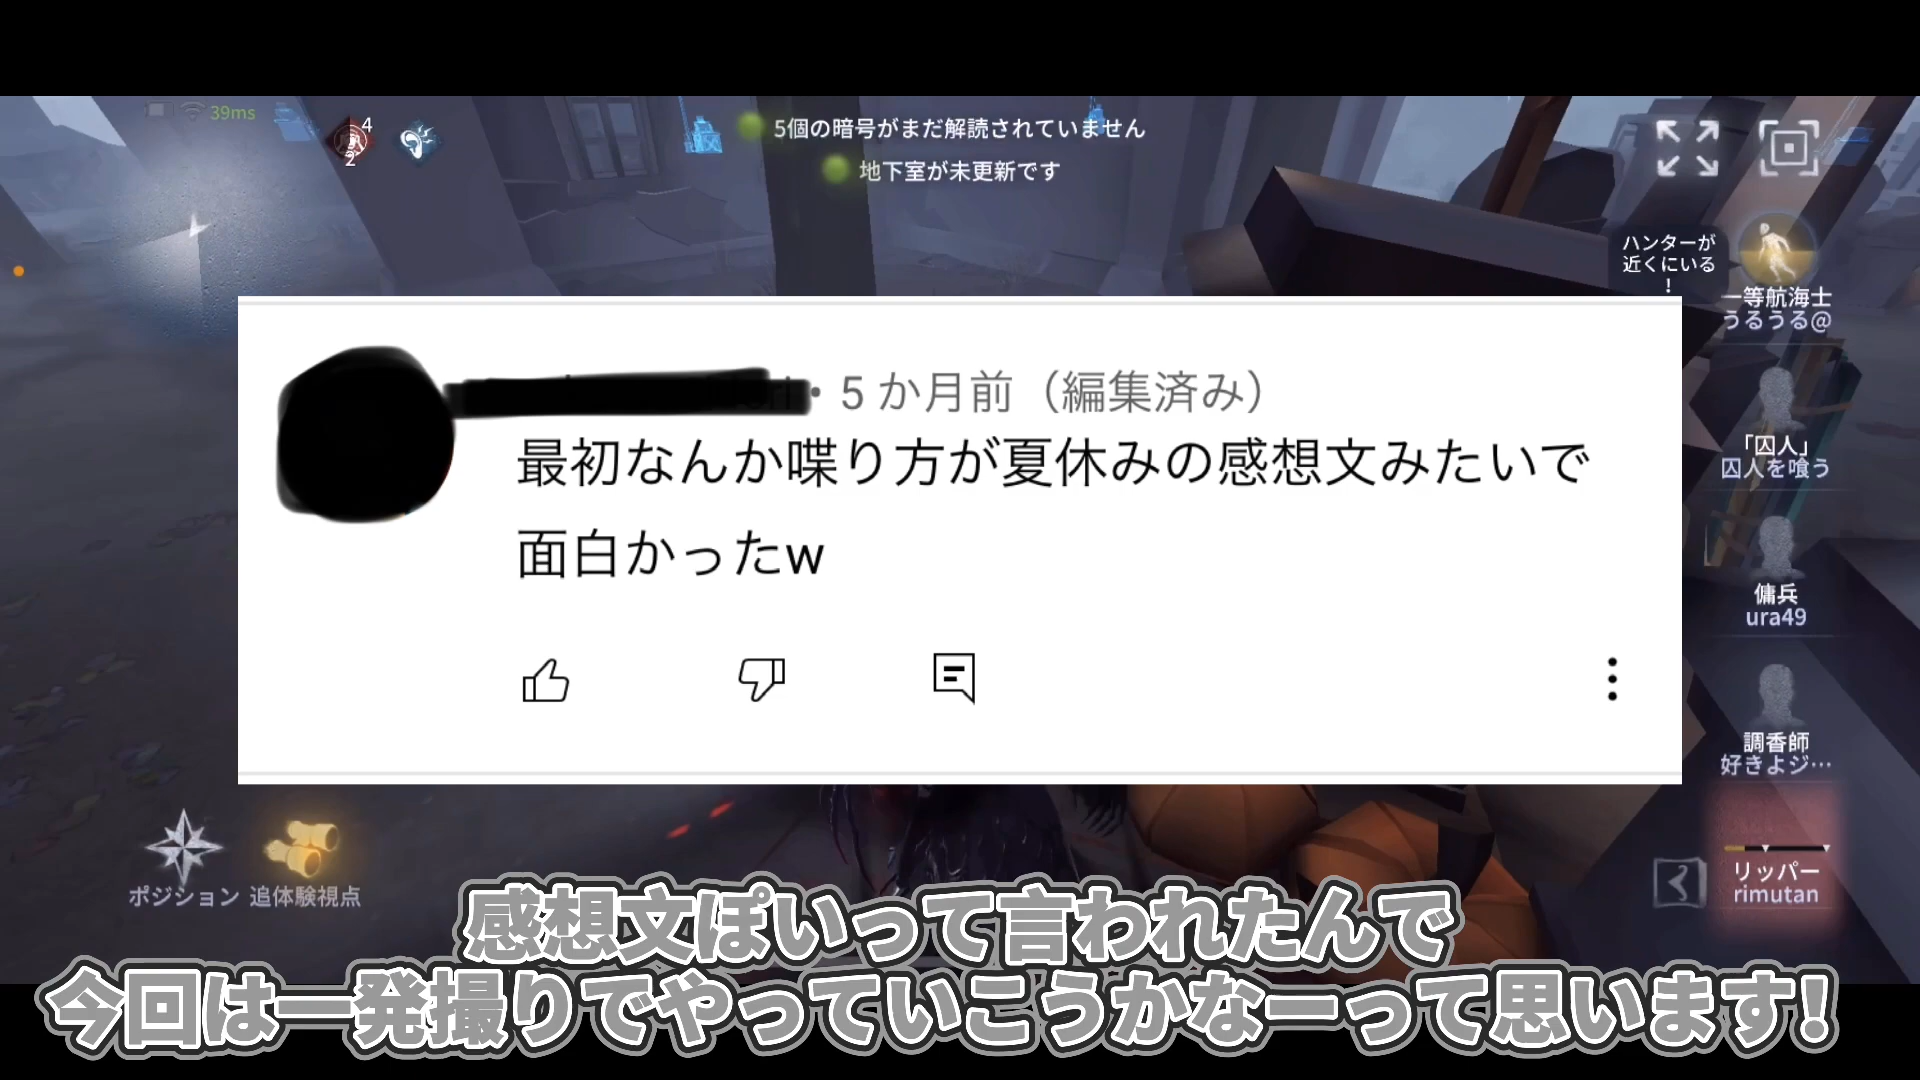 39ms
4
2
5個の暗号がまだ解読されていません
地下室が未更新です
ハンターが
近くにいる
!
一等航海士
うるうる@
・5 か月前（編集済み）
最初なんか喋り方が夏休みの感想文みたいで
面白かったw
「囚人」
囚人を喰う
傭兵
ura49
調香師
好きよジ…
リッパー
rimutan
ポジション
追体験視点
感想文ぽいって言われたんで
今回は一発撮りでやっていこうかなーって思います!